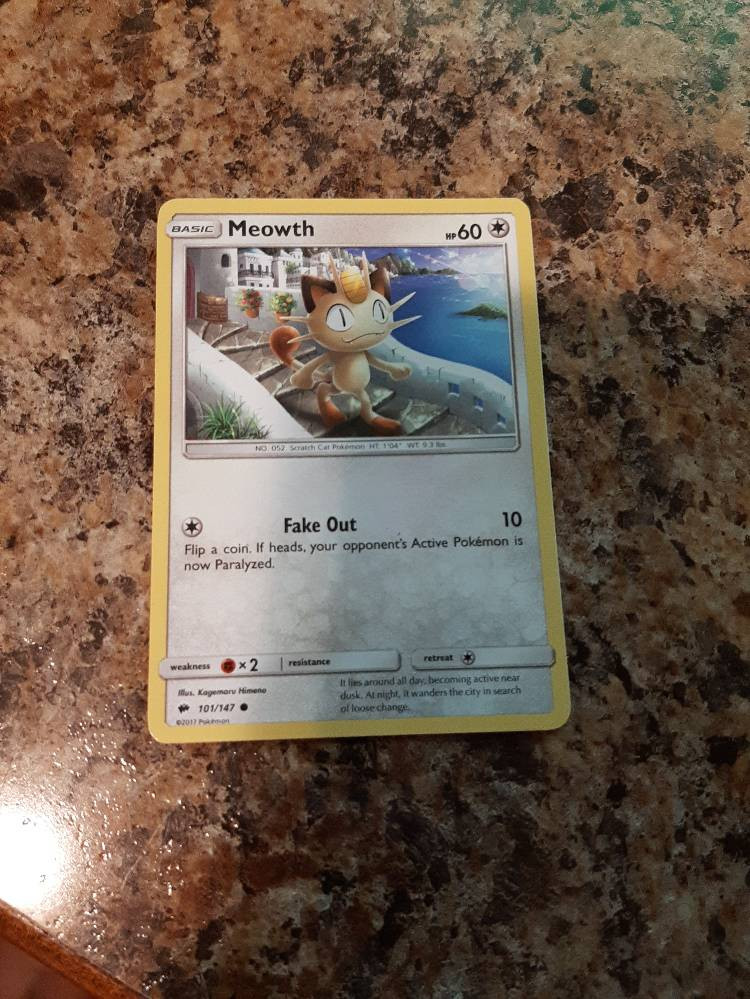 BASIC Meowth HP 60
NO. 052 Scratch Cat Pokémon HT: 1'04" WT: 9.3 lbs.
Fake Out 10
Flip a coin. If heads, your opponent's Active Pokémon is
now Paralyzed.
weakness ×2 resistance retreat
It lies around all day, becoming active near
dusk. At night, it wanders the city in search
of loose change.
Illus. Kagemaru Himeno
101/147
©2017 Pokémon